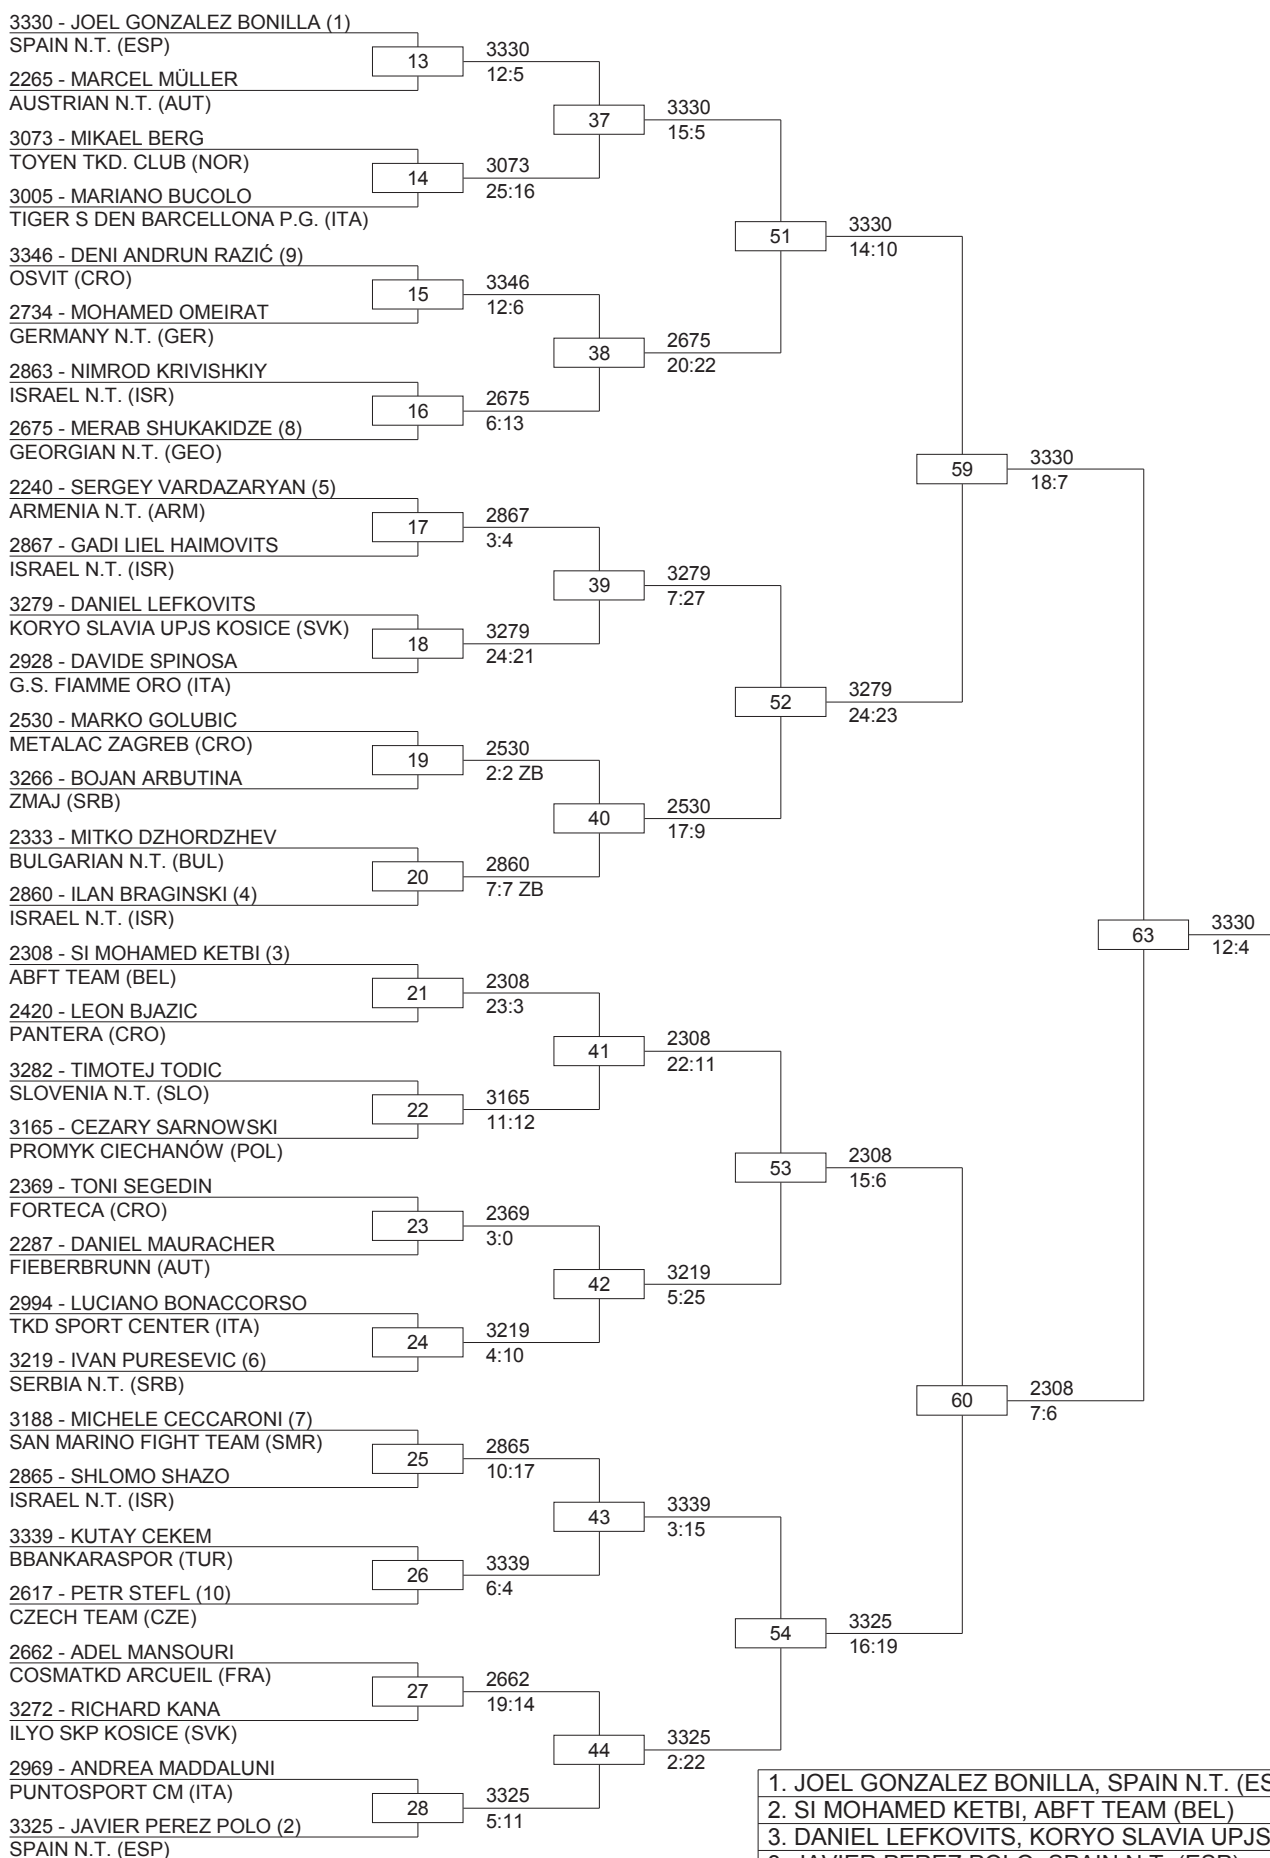 3330 - JOEL GONZALEZ BONILLA (1)
SPAIN N.T. (ESP)
13
3330
12:5
2265 - MARCEL MÜLLER
AUSTRIAN N.T. (AUT)
37
3330
15:5
3073 - MIKAEL BERG
TOYEN TKD. CLUB (NOR)
14
3073
25:16
3005 - MARIANO BUCOLO
TIGER S DEN BARCELLONA P.G. (ITA)
51
3330
14:10
3346 - DENI ANDRUN RAZIĆ (9)
OSVIT (CRO)
15
3346
12:6
2734 - MOHAMED OMEIRAT
GERMANY N.T. (GER)
38
2675
20:22
2863 - NIMROD KRIVISHKIY
ISRAEL N.T. (ISR)
16
2675
6:13
2675 - MERAB SHUKAKIDZE (8)
GEORGIAN N.T. (GEO)
59
3330
18:7
2240 - SERGEY VARDAZARYAN (5)
ARMENIA N.T. (ARM)
17
2867
3:4
2867 - GADI LIEL HAIMOVITS
ISRAEL N.T. (ISR)
39
3279
7:27
3279 - DANIEL LEFKOVITS
KORYO SLAVIA UPJS KOSICE (SVK)
18
3279
24:21
2928 - DAVIDE SPINOSA
G.S. FIAMME ORO (ITA)
52
3279
24:23
2530 - MARKO GOLUBIC
METALAC ZAGREB (CRO)
19
2530
2:2 ZB
3266 - BOJAN ARBUTINA
ZMAJ (SRB)
40
2530
17:9
2333 - MITKO DZHORDZHEV
BULGARIAN N.T. (BUL)
20
2860
7:7 ZB
2860 - ILAN BRAGINSKI (4)
ISRAEL N.T. (ISR)
63
3330
12:4
2308 - SI MOHAMED KETBI (3)
ABFT TEAM (BEL)
21
2308
23:3
2420 - LEON BJAZIC
PANTERA (CRO)
41
2308
22:11
3282 - TIMOTEJ TODIC
SLOVENIA N.T. (SLO)
22
3165
11:12
3165 - CEZARY SARNOWSKI
PROMYK CIECHANÓW (POL)
53
2308
15:6
2369 - TONI SEGEDIN
FORTECA (CRO)
23
2369
3:0
2287 - DANIEL MAURACHER
FIEBERBRUNN (AUT)
42
3219
5:25
2994 - LUCIANO BONACCORSO
TKD SPORT CENTER (ITA)
24
3219
4:10
3219 - IVAN PURESEVIC (6)
SERBIA N.T. (SRB)
60
2308
7:6
3188 - MICHELE CECCARONI (7)
SAN MARINO FIGHT TEAM (SMR)
25
2865
10:17
2865 - SHLOMO SHAZO
ISRAEL N.T. (ISR)
43
3339
3:15
3339 - KUTAY CEKEM
BBANKARASPOR (TUR)
26
3339
6:4
2617 - PETR STEFL (10)
CZECH TEAM (CZE)
54
3325
16:19
2662 - ADEL MANSOURI
COSMATKD ARCUEIL (FRA)
27
2662
19:14
3272 - RICHARD KANA
ILYO SKP KOSICE (SVK)
44
3325
2:22
2969 - ANDREA MADDALUNI
PUNTOSPORT CM (ITA)
28
3325
5:11
3325 - JAVIER PEREZ POLO (2)
SPAIN N.T. (ESP)
1. JOEL GONZALEZ BONILLA, SPAIN N.T. (ES
2. SI MOHAMED KETBI, ABFT TEAM (BEL)
3. DANIEL LEFKOVITS, KORYO SLAVIA UPJS
3. JAVIER PEREZ POLO, SPAIN N.T. (ESP)